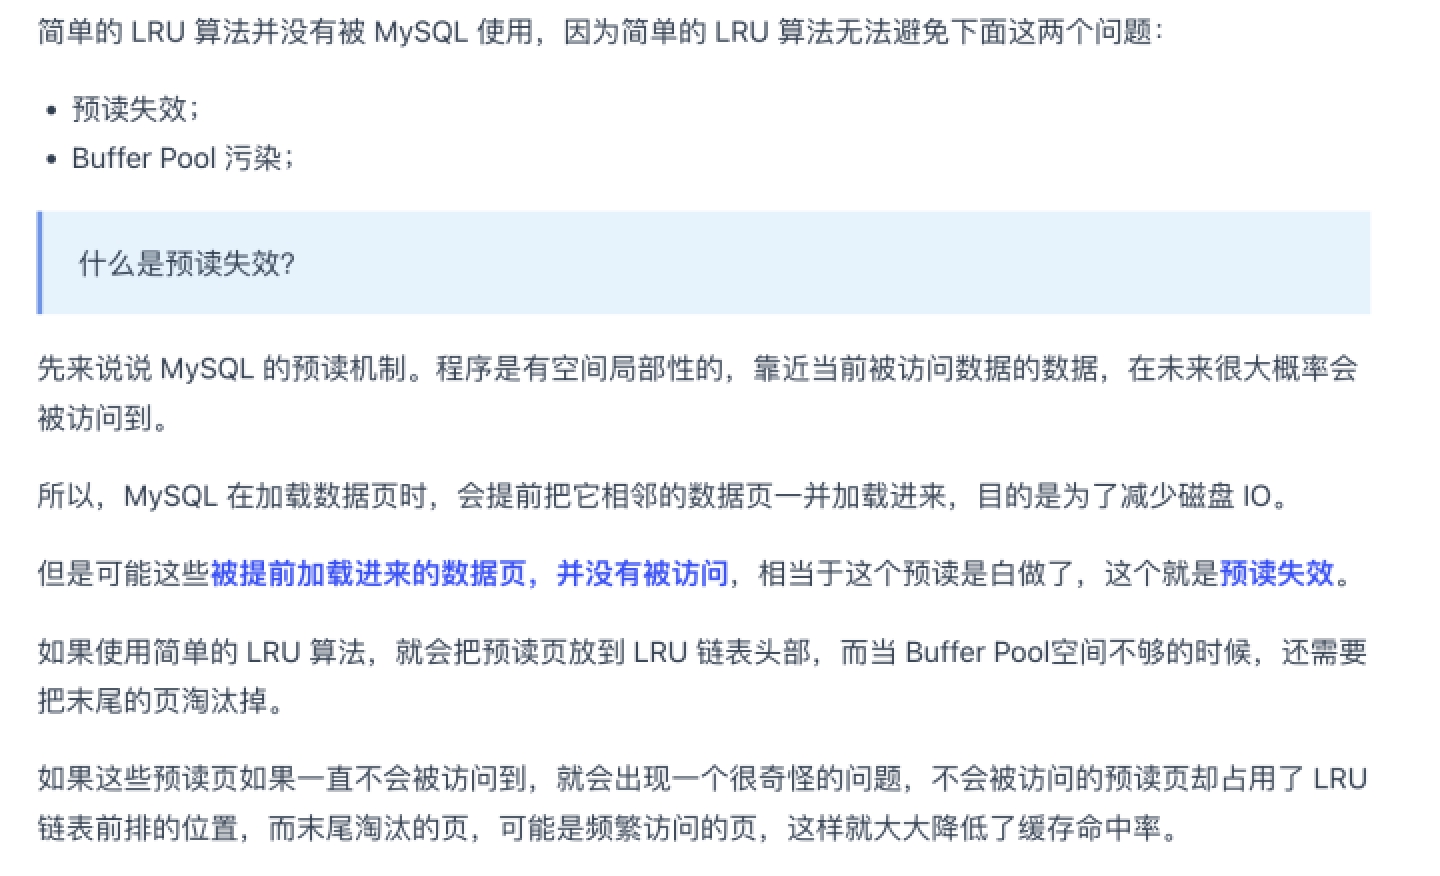 简单的 LRU 算法并没有被 MySQL 使用，因为简单的 LRU 算法无法避免下面这两个问题：
• 预读失效；
• Buffer Pool 污染；
什么是预读失效？
先来说说 MySQL 的预读机制。程序是有空间局部性的，靠近当前被访问数据的数据，在未来很大概率会
被访问到。
所以，MySQL 在加载数据页时，会提前把它相邻的数据页一并加载进来，目的是为了减少磁盘 IO。
但是可能这些被提前加载进来的数据页，并没有被访问，相当于这个预读是白做了，这个就是预读失效。
如果使用简单的 LRU 算法，就会把预读页放到 LRU 链表头部，而当 Buffer Pool空间不够的时候，还需要
把末尾的页淘汰掉。
如果这些预读页如果一直不会被访问到，就会出现一个很奇怪的问题，不会被访问的预读页却占用了 LRU
链表前排的位置，而末尾淘汰的页，可能是频繁访问的页，这样就大大降低了缓存命中率。